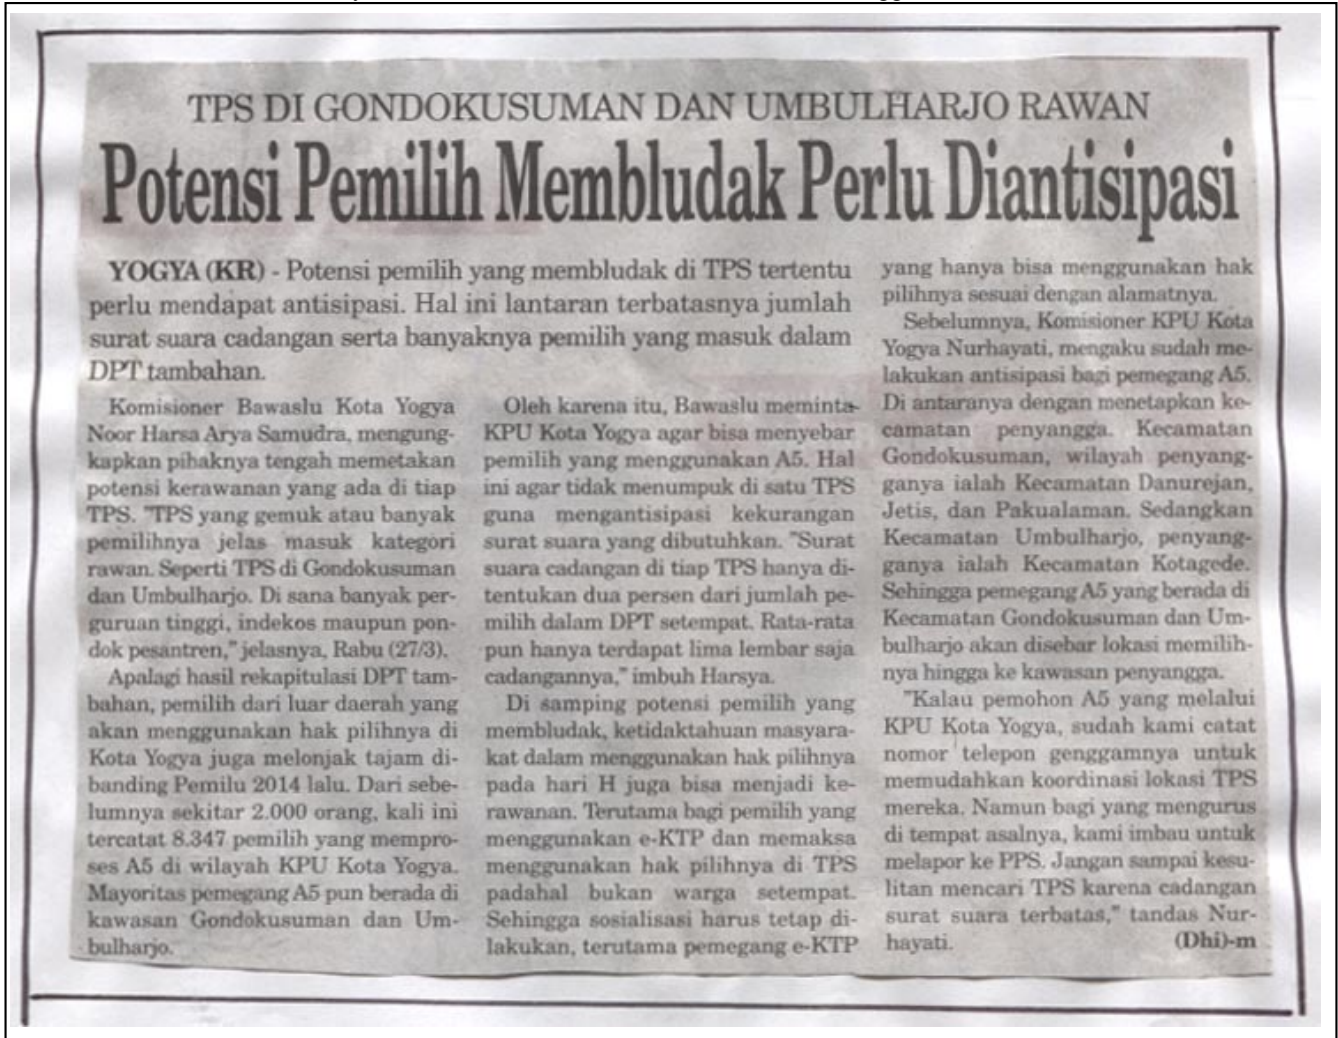 TPS DI GONDOKUSUMAN DAN UMBULHARJO RAWAN
Potensi Pemilih Membludak Perlu Diantisipasi
YOGYA (KR) - Potensi pemilih yang membludak di TPS tertentu
perlu mendapat antisipasi. Hal ini lantaran terbatasnya jumlah
surat suara cadangan serta banyaknya pemilih yang masuk dalam
DPT tambahan.
Komisioner Bawaslu Kota Yogya
Noor Harsa Arya Samudra, mengung-
kapkan pihaknya tengah memetakan
potensi kerawanan yang ada di tiap
TPS. "TPS yang gemuk atau banyak
pemilihnya jelas masuk kategori
rawan. Seperti TPS di Gondokusuman
dan Umbulharjo. Di sana banyak per-
guruan tinggi, indekos maupun pon-
dok pesantren," jelasnya, Rabu (27/3).
Apalagi hasil rekapitulasi DPT tam-
bahan, pemilih dari luar daerah yang
akan menggunakan hak pilihnya di
Kota Yogya juga melonjak tajam di-
banding Pemilu 2014 lalu. Dari sebe-
lumnya sekitar 2.000 orang, kali ini
tercatat 8.347 pemilih yang mempro-
ses A5 di wilayah KPU Kota Yogya.
Mayoritas pemegang A5 pun berada di
kawasan Gondokusuman dan Um-
bulharjo.
Oleh karena itu, Bawaslu meminta
KPU Kota Yogya agar bisa menyebar
pemilih yang menggunakan A5. Hal
ini agar tidak menumpuk di satu TPS
guna mengantisipasi kekurangan
surat suara yang dibutuhkan. "Surat
suara cadangan di tiap TPS hanya di-
tentukan dua persen dari jumlah pe-
milih dalam DPT setempat. Rata-rata
pun hanya terdapat lima lembar saja
cadangannya," imbuh Harsya.
Di samping potensi pemilih yang
membludak, ketidaktahuan masyara-
kat dalam menggunakan hak pilihnya
pada hari H juga bisa menjadi ke-
rawanan. Terutama bagi pemilih yang
menggunakan e-KTP dan memaksa
menggunakan hak pilihnya di TPS
padahal bukan warga setempat.
Sehingga sosialisasi harus tetap di-
lakukan, terutama pemegang e-KTP
yang hanya bisa menggunakan hak
pilihnya sesuai dengan alamatnya.
Sebelumnya, Komisioner KPU Kota
Yogya Nurhayati, mengaku sudah me-
lakukan antisipasi bagi pemegang A5.
Di antaranya dengan menetapkan ke-
camatan penyangga. Kecamatan
Gondokusuman, wilayah penyang-
ganya ialah Kecamatan Danurejan,
Jetis, dan Pakualaman. Sedangkan
Kecamatan Umbulharjo, penyang-
ganya ialah Kecamatan Kotagede.
Sehingga pemegang A5 yang berada di
Kecamatan Gondokusuman dan Um-
bulharjo akan disebar lokasi memilih-
nya hingga ke kawasan penyangga.
"Kalau pemohon A5 yang melalui
KPU Kota Yogya, sudah kami catat
nomor telepon genggamnya untuk
memudahkan koordinasi lokasi TPS
mereka. Namun bagi yang mengurus
di tempat asalnya, kami imbau untuk
melapor ke PPS. Jangan sampai kesu-
litan mencari TPS karena cadangan
surat suara terbatas," tandas Nur-
hayati. (Dhi)-m